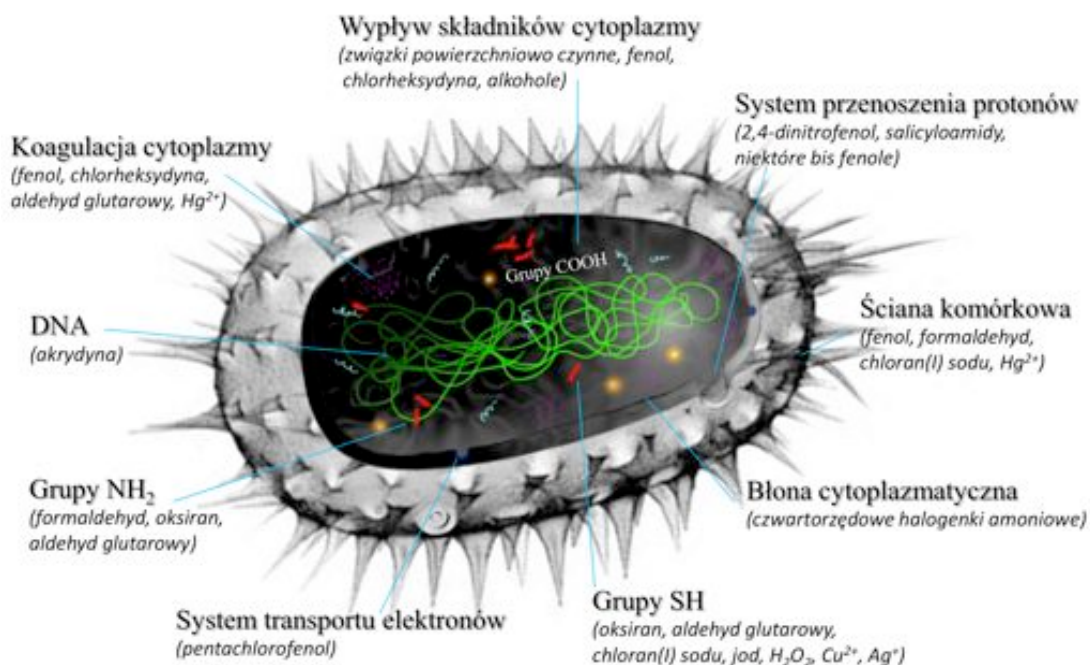 Wypływ składników cytoplazmy
(związki powierzchniowo czynne, fenol,
chlorheksydyna, alkohole)
System przenoszenia protonów
(2,4-dinitrofenol, salicyloamidy,
niektóre bis fenole)
Koagulacja cytoplazmy
(fenol, chlorheksydyna,
aldehyd glutarowy, Hg²⁺)
Grupy COOH
DNA
(akrydyna)
Ściana komórkowa
(fenol, formaldehyd,
chloran(I) sodu, Hg²⁺)
Grupy NH₂
(formaldehyd, oksiran,
aldehyd glutarowy)
Błona cytoplazmatyczna
(czwartorzędowe halogenki amoniowe)
System transportu elektronów
(pentachlorofenol)
Grupy SH
(oksiran, aldehyd glutarowy,
chloran(I) sodu, jod, H₂O₂, Cu²⁺, Ag⁺)